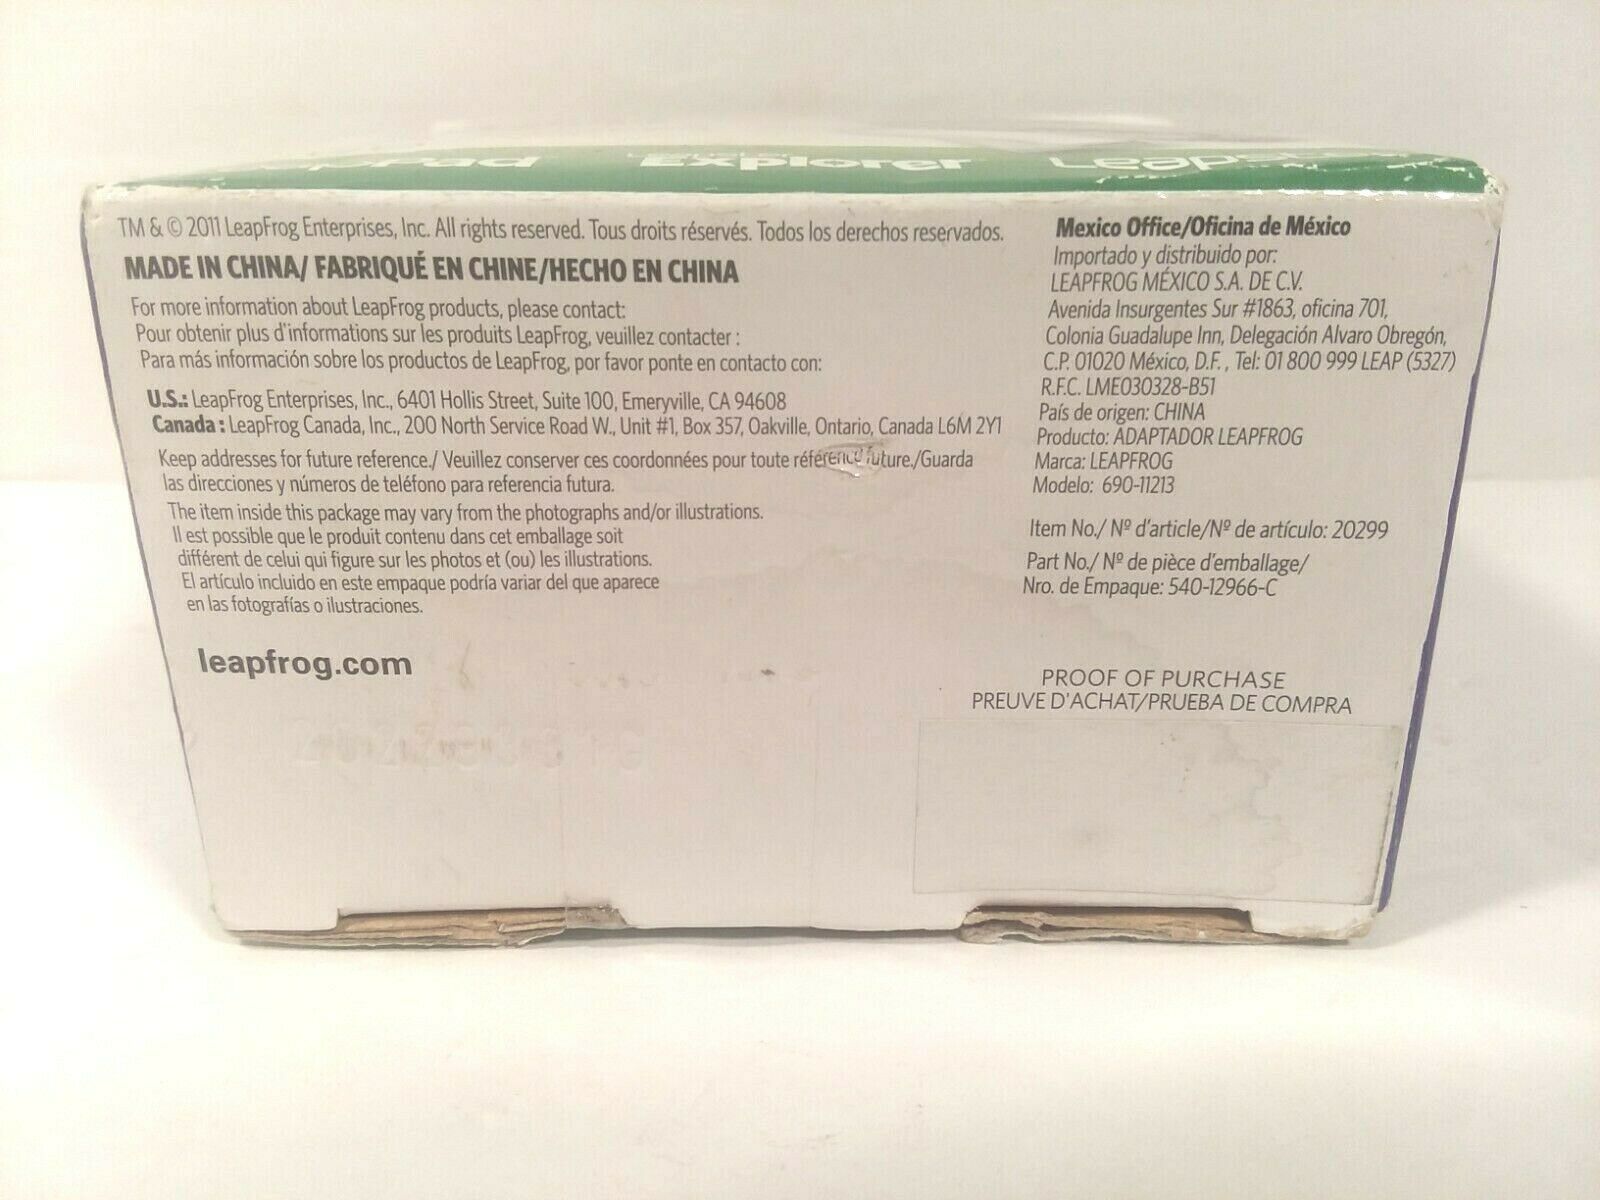 Explorer
TM & © 2011 LeapFrog Enterprises, Inc. All rights reserved. Tous droits réservés. Todos los derechos reservados.
MADE IN CHINA/ FABRIQUÉ EN CHINE/HECHO EN CHINA
For more information about LeapFrog products, please contact:
Pour obtenir plus d'informations sur les produits LeapFrog, veuillez contacter :
Para más información sobre los productos de LeapFrog, por favor ponte en contacto con:
U.S.: LeapFrog Enterprises, Inc., 6401 Hollis Street, Suite 100, Emeryville, CA 94608
Canada : LeapFrog Canada, Inc., 200 North Service Road W., Unit #1, Box 357, Oakville, Ontario, Canada L6M 2Y1
Keep addresses for future reference./ Veuillez conserver ces coordonnées pour toute référence future./Guarda
las direcciones y números de teléfono para referencia futura.
The item inside this package may vary from the photographs and/or illustrations.
Il est possible que le produit contenu dans cet emballage soit
différent de celui qui figure sur les photos et (ou) les illustrations.
El artículo incluido en este empaque podría variar del que aparece
en las fotografías o ilustraciones.
leapfrog.com
Mexico Office/Oficina de México
Importado y distribuido por:
LEAPFROG MÉXICO S.A. DE C.V.
Avenida Insurgentes Sur #1863, oficina 701,
Colonia Guadalupe Inn, Delegación Alvaro Obregón,
C.P. 01020 México, D.F. , Tel: 01 800 999 LEAP (5327)
R.F.C. LME030328-B51
País de origen: CHINA
Producto: ADAPTADOR LEAPFROG
Marca: LEAPFROG
Modelo: 690-11213
Item No./ Nº d'article/Nº de artículo: 20299
Part No./ Nº de pièce d'emballage/
Nro. de Empaque: 540-12966-C
PROOF OF PURCHASE
PREUVE D'ACHAT/PRUEBA DE COMPRA